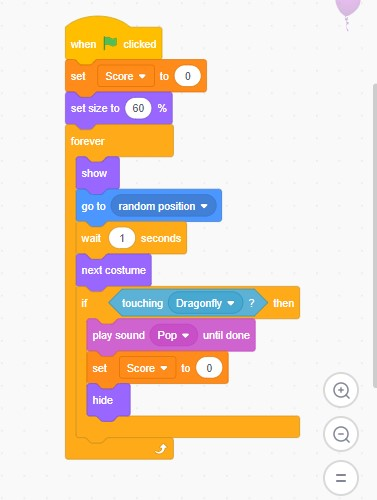 when clicked
set Score to 0
set size to 60 %
forever
show
go to random position
wait 1 seconds
next costume
if touching Dragonfly ? then
play sound Pop until done
set Score to 0
hide